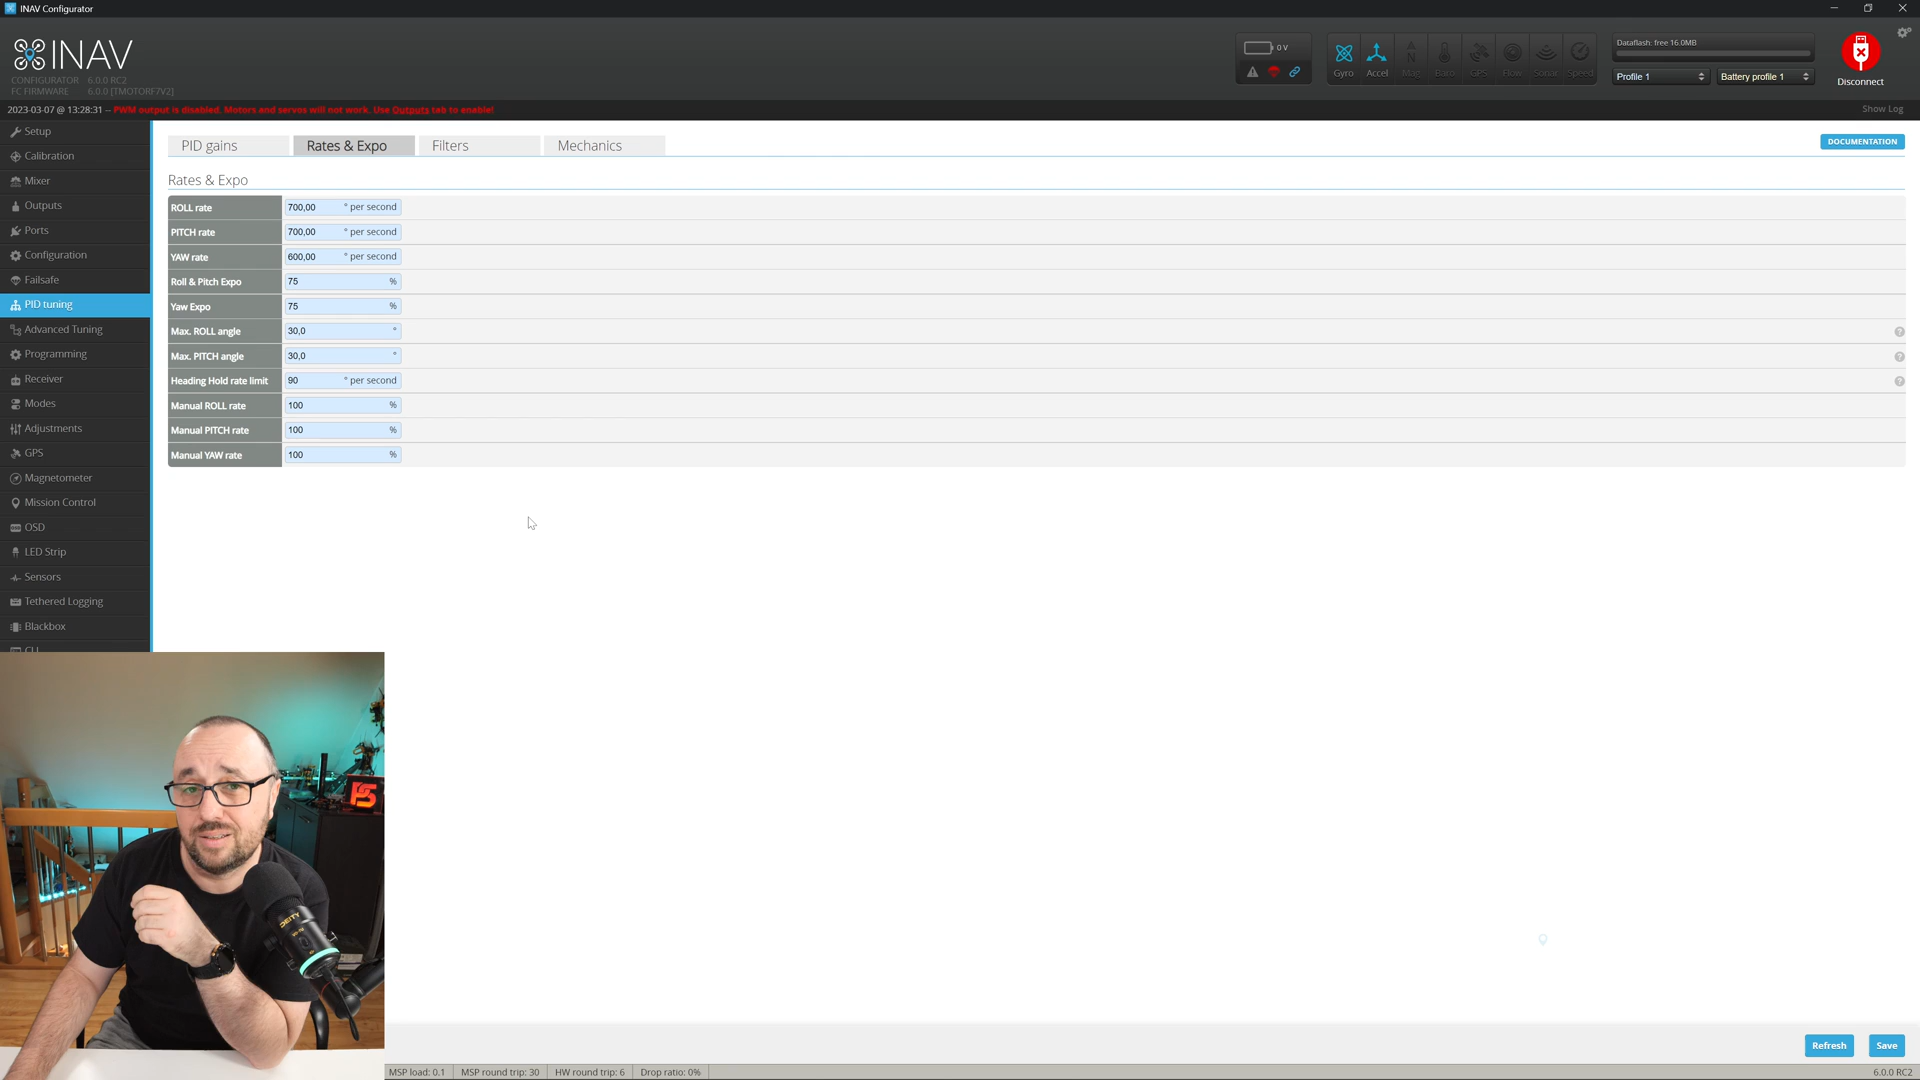 INAV Configurator
INAV
CONFIGURATOR 6.0.0 RC2
FC FIRMWARE 6.0.0 [TMOTORF7V2]
0 V
Gyro Accel Mag Baro GPS Flow Sonar Speed
Dataflash: free 16.0MB
Profile 1
Battery profile 1
Disconnect
2023-03-07 @ 13:28:31 -- PWM output is disabled. Motors and servos will not work. Use Outputs tab to enable!
Show Log
Setup
Calibration
Mixer
Outputs
Ports
Configuration
Failsafe
PID tuning
Advanced Tuning
Programming
Receiver
Modes
Adjustments
GPS
Magnetometer
Mission Control
OSD
LED Strip
Sensors
Tethered Logging
Blackbox
CLI
PID gains
Rates & Expo
Filters
Mechanics
DOCUMENTATION
Rates & Expo
ROLL rate 700,00 ° per second
PITCH rate 700,00 ° per second
YAW rate 600,00 ° per second
Roll & Pitch Expo 75 %
Yaw Expo 75 %
Max. ROLL angle 30,0 °
Max. PITCH angle 30,0 °
Heading Hold rate limit 90 ° per second
Manual ROLL rate 100 %
Manual PITCH rate 100 %
Manual YAW rate 100 %
DEITY
Refresh
Save
MSP load: 0.1
MSP round trip: 30
HW round trip: 6
Drop ratio: 0%
6.0.0 RC2